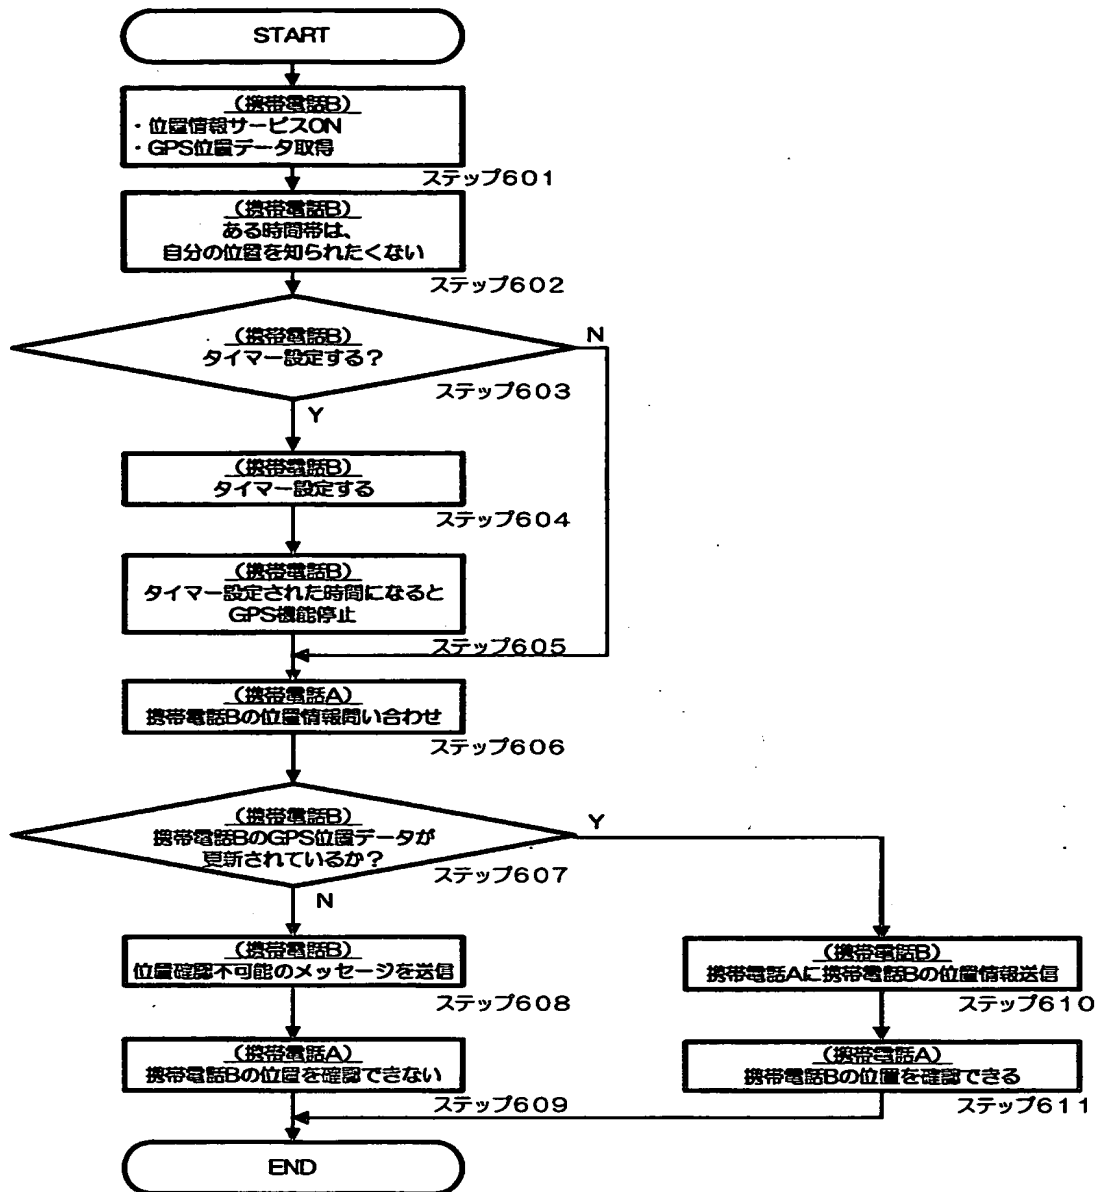 START
(携帯電話B)
・位置情報サービスON
・GPS位置データ取得
ステップ601
(携帯電話B)
ある時間帯は、
自分の位置を知られたくない
ステップ602
(携帯電話B)
タイマー設定する?
N
ステップ603
Y
(携帯電話B)
タイマー設定する
ステップ604
(携帯電話B)
タイマー設定された時間になると
GPS機能停止
ステップ605
(携帯電話A)
携帯電話Bの位置情報問い合わせ
ステップ606
(携帯電話B)
携帯電話BのGPS位置データが
更新されているか?
Y
ステップ607
N
(携帯電話B)
位置確認不可能のメッセージを送信
ステップ608
(携帯電話A)
携帯電話Bの位置を確認できない
ステップ609
(携帯電話B)
携帯電話Aに携帯電話Bの位置情報送信
ステップ610
(携帯電話A)
携帯電話Bの位置を確認できる
ステップ611
END